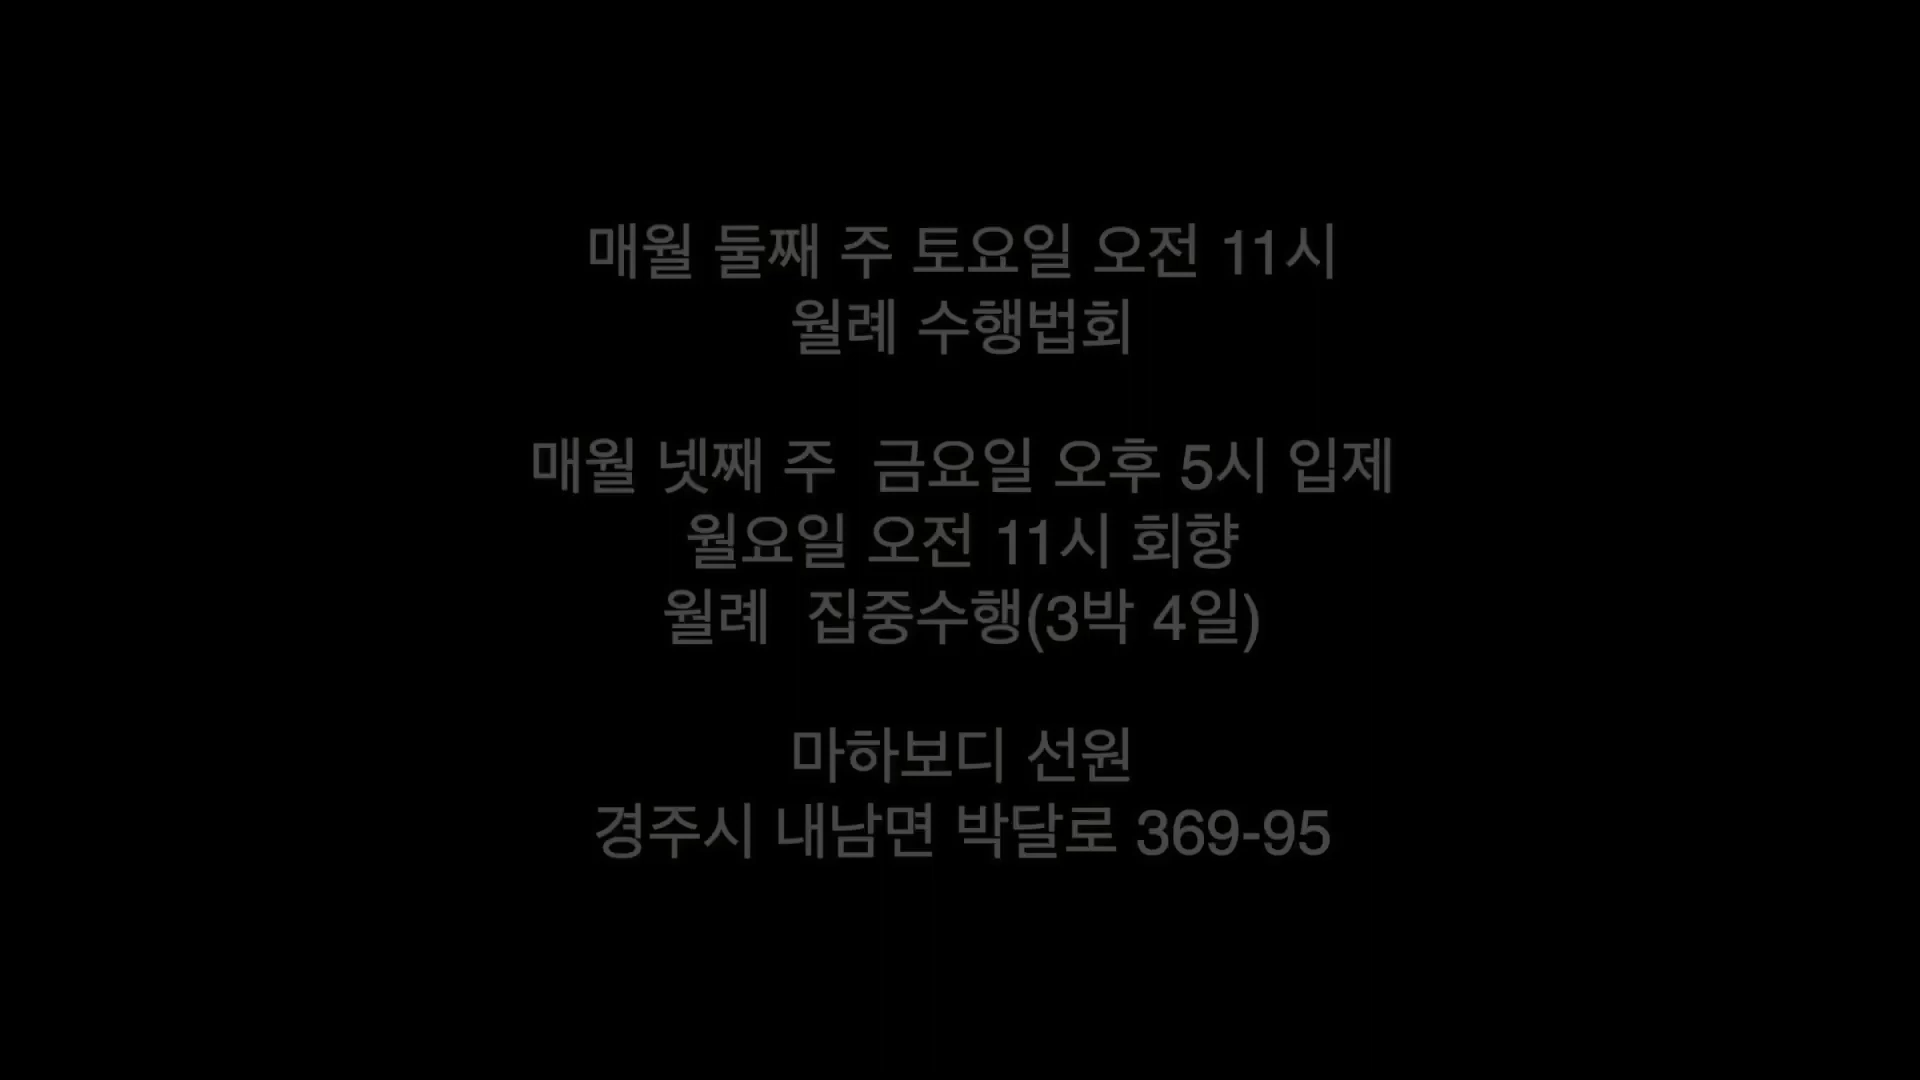 매월 둘째 주 토요일 오전 11시
월례 수행법회
매월 넷째 주 금요일 오후 5시 입제
월요일 오전 11시 회향
월례 집중수행(3박 4일)
마하보디 선원
경주시 내남면 박달로 369-95